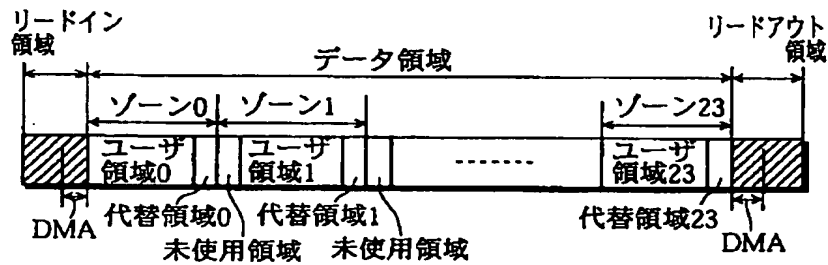 リードイン
領域
リードアウト
領域
データ領域
ゾーン0
ゾーン1
ゾーン23
ユーザ
領域0
ユーザ
領域1
ユーザ
領域23
DMA
代替領域0
代替領域1
代替領域23
DMA
未使用領域
未使用領域